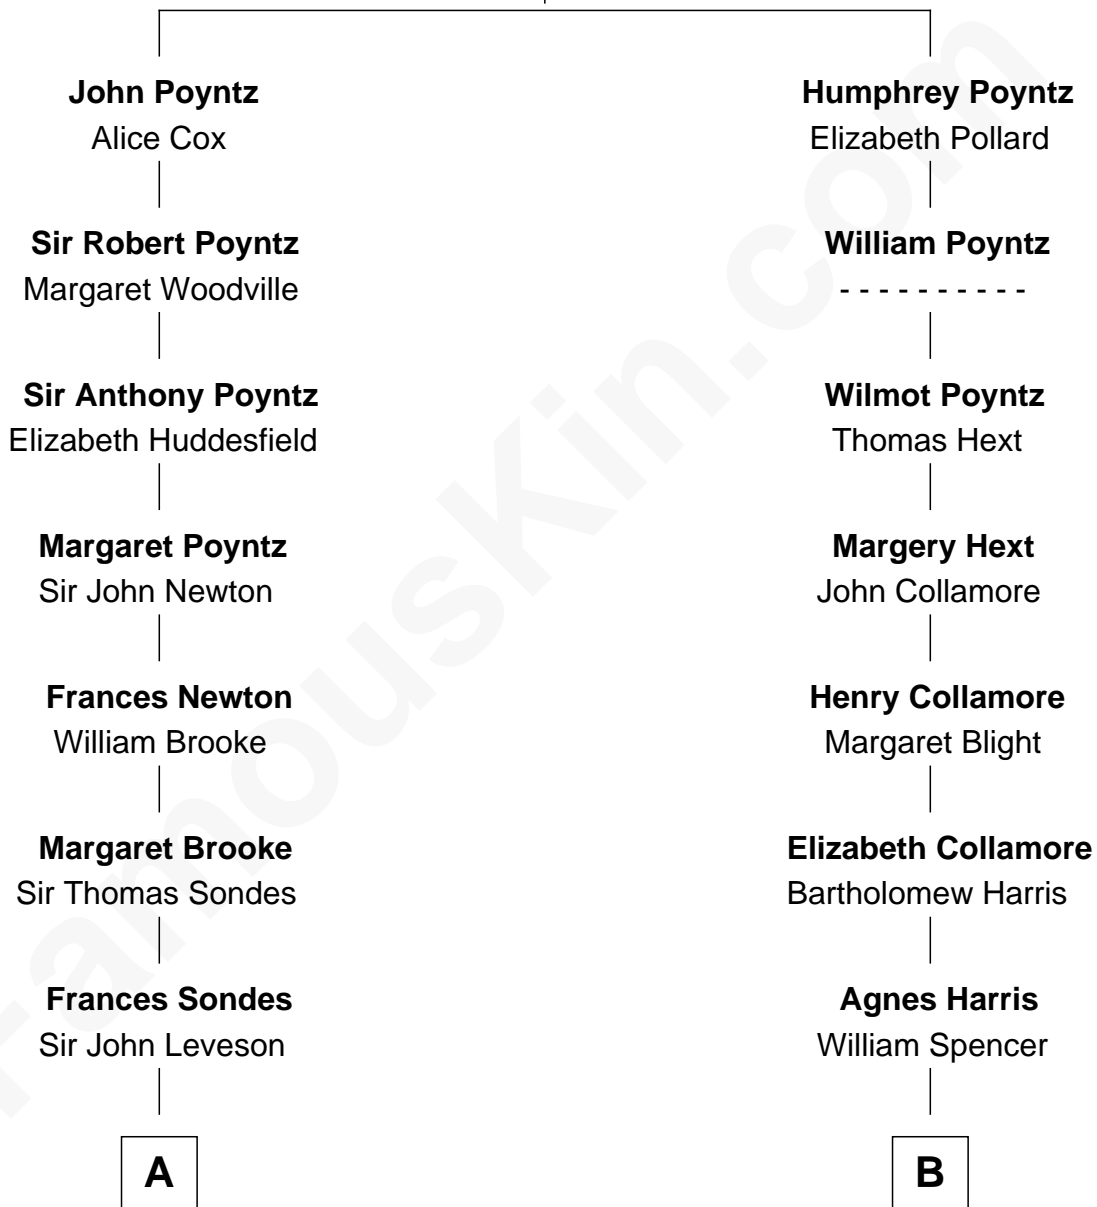 John Poyntz
Alice Cox
Sir Robert Poyntz
Margaret Woodville
Sir Anthony Poyntz
Elizabeth Huddesfield
Margaret Poyntz
Sir John Newton
Frances Newton
William Brooke
Margaret Brooke
Sir Thomas Sondes
Frances Sondes
Sir John Leveson
A
Humphrey Poyntz
Elizabeth Pollard
William Poyntz
- - - - - - - - - -
Wilmot Poyntz
Thomas Hext
Margery Hext
John Collamore
Henry Collamore
Margaret Blight
Elizabeth Collamore
Bartholomew Harris
Agnes Harris
William Spencer
B
FamousKin.com